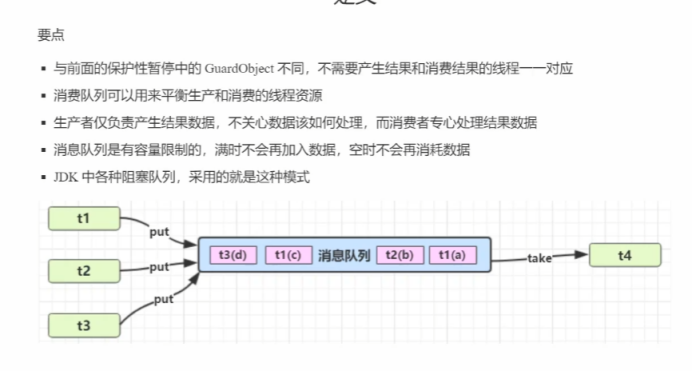 要点
▪ 与前面的保护性暂停中的 GuardObject 不同，不需要产生结果和消费结果的线程一一对应
▪ 消费队列可以用来平衡生产和消费的线程资源
▪ 生产者仅负责产生结果数据，不关心数据该如何处理，而消费者专心处理结果数据
▪ 消息队列是有容量限制的，满时不会再加入数据，空时不会再消耗数据
▪ JDK 中各种阻塞队列，采用的就是这种模式
t1
put
t3(d) t1(c) 消息队列 t2(b) t1(a)
take
t4
t2
put
put
t3